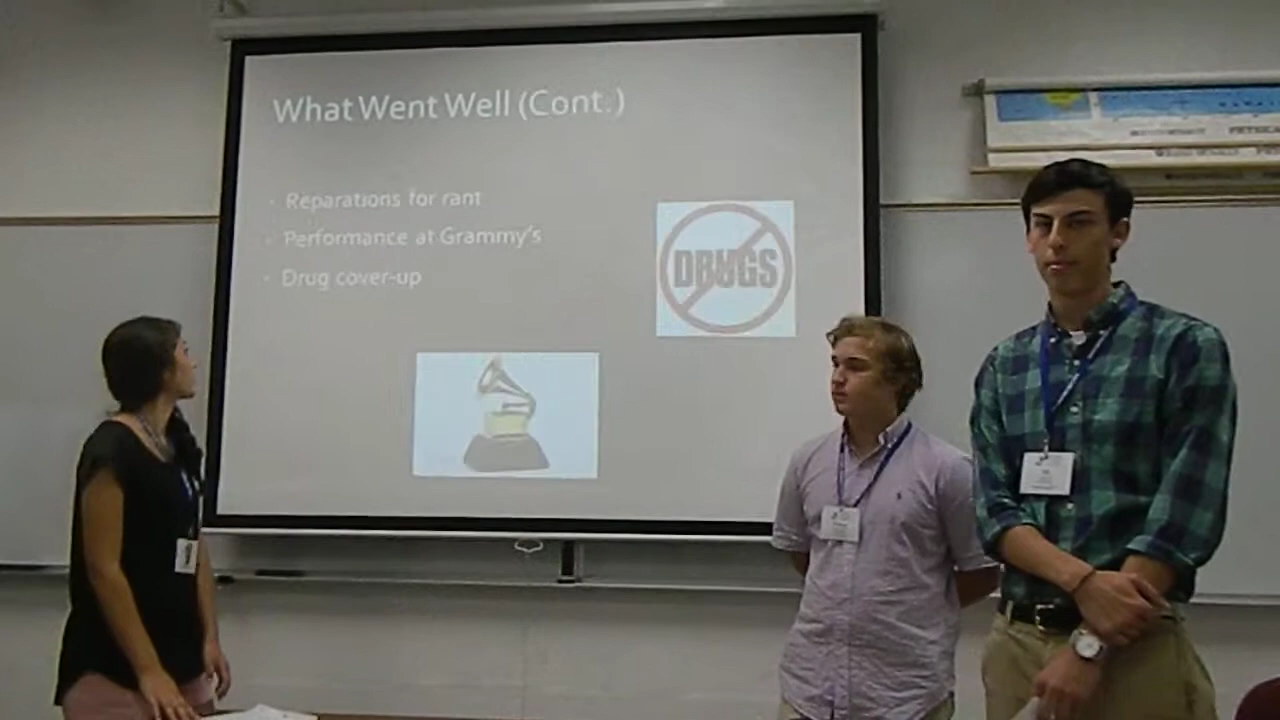 What Went Well (Cont.)
Reparations for rant
Performance at Grammy's
Drug cover-up
DRUGS